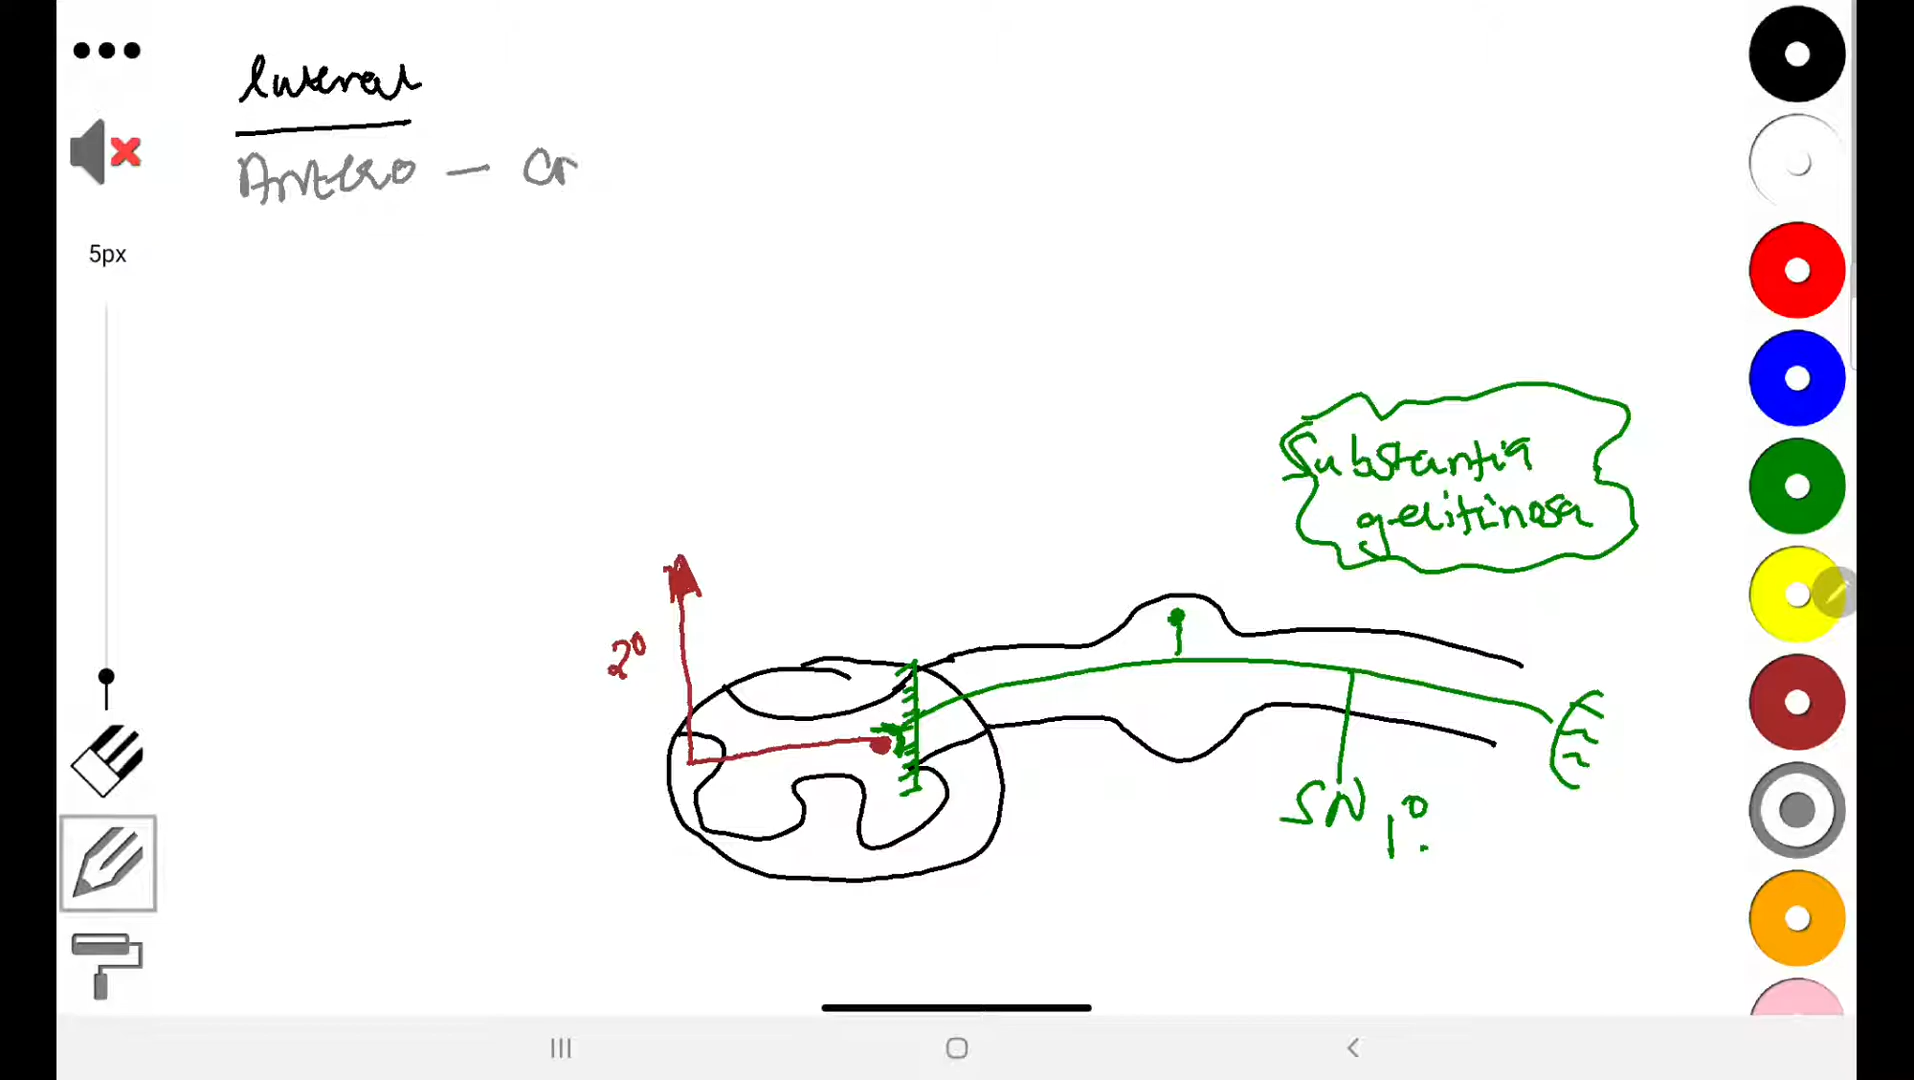 lateral
Antero - cr
5px
Substantia
gelitinosa
2°
SN 1°